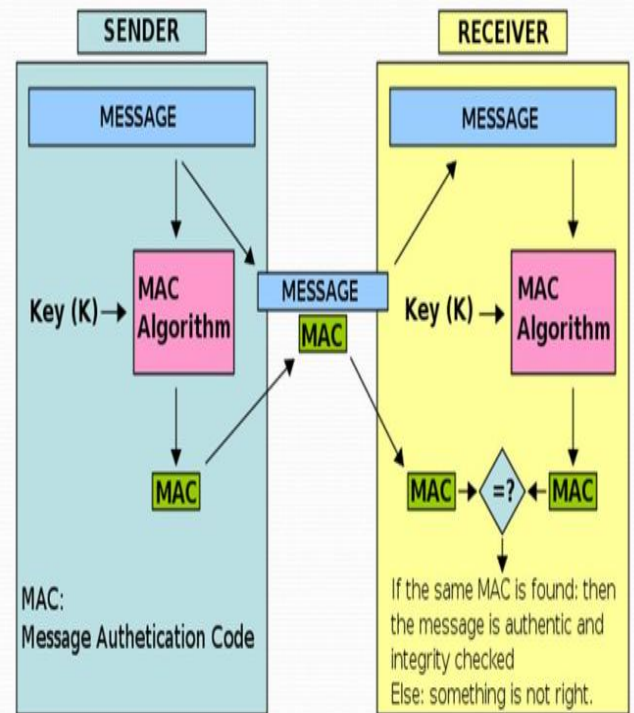 SENDER
MESSAGE
Key (K)
MAC
Algorithm
MAC
MAC:
Message Authetication Code
MESSAGE
MAC
RECEIVER
MESSAGE
Key (K)
MAC
Algorithm
MAC
=?
MAC
If the same MAC is found: then
the message is authentic and
integrity checked
Else: something is not right.